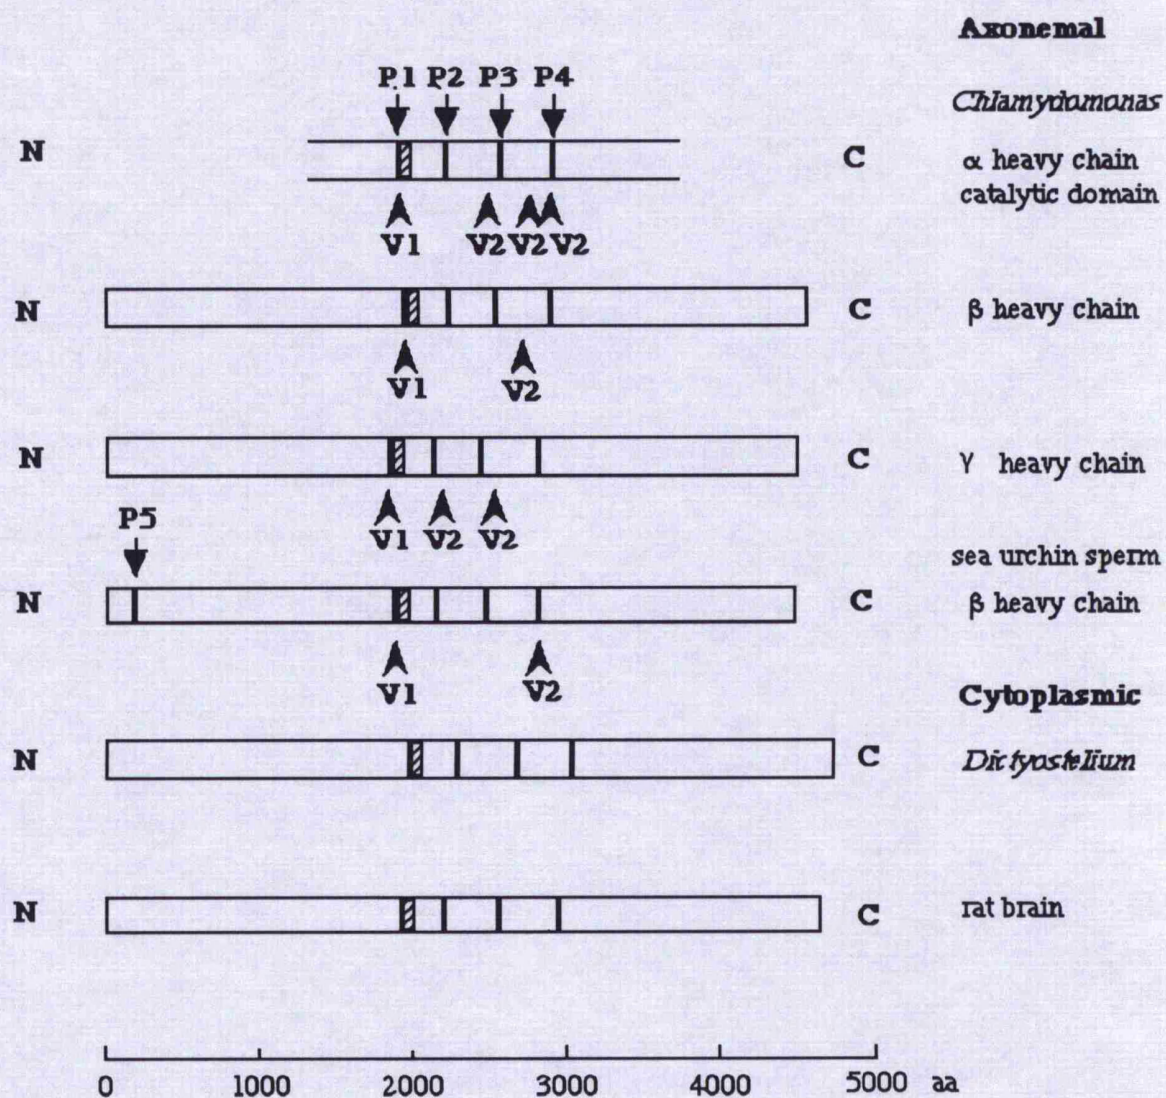 Axonemal
P1 P2 P3 P4
Chlamydomonas
N C α heavy chain
catalytic domain
V1 V2 V2 V2
N C β heavy chain
V1 V2
N C γ heavy chain
P5 V1 V2 V2
sea urchin sperm
N C β heavy chain
V1 V2
Cytoplasmic
N C Dictyostelium
N C rat brain
0 1000 2000 3000 4000 5000 aa